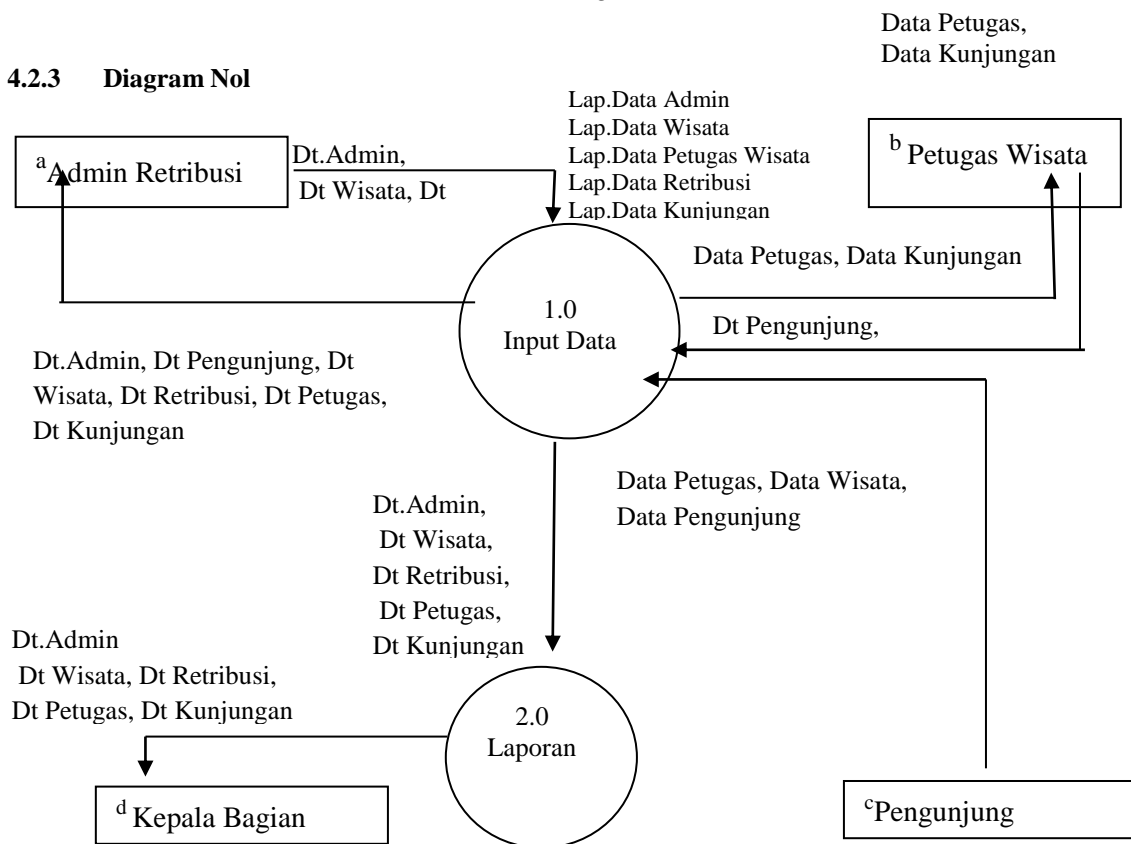 Data Petugas,
Data Kunjungan
4.2.3 Diagram Nol
Lap.Data Admin
Lap.Data Wisata
Lap.Data Petugas Wisata
Lap.Data Retribusi
Lap.Data Kunjungan
a Admin Retribusi
Dt.Admin,
Dt Wisata, Dt
b Petugas Wisata
Data Petugas, Data Kunjungan
1.0
Input Data
Dt Pengunjung,
Dt.Admin, Dt Pengunjung, Dt
Wisata, Dt Retribusi, Dt Petugas,
Dt Kunjungan
Data Petugas, Data Wisata,
Data Pengunjung
Dt.Admin,
Dt Wisata,
Dt Retribusi,
Dt Petugas,
Dt Kunjungan
Dt.Admin
Dt Wisata, Dt Retribusi,
Dt Petugas, Dt Kunjungan
2.0
Laporan
d Kepala Bagian
c Pengunjung